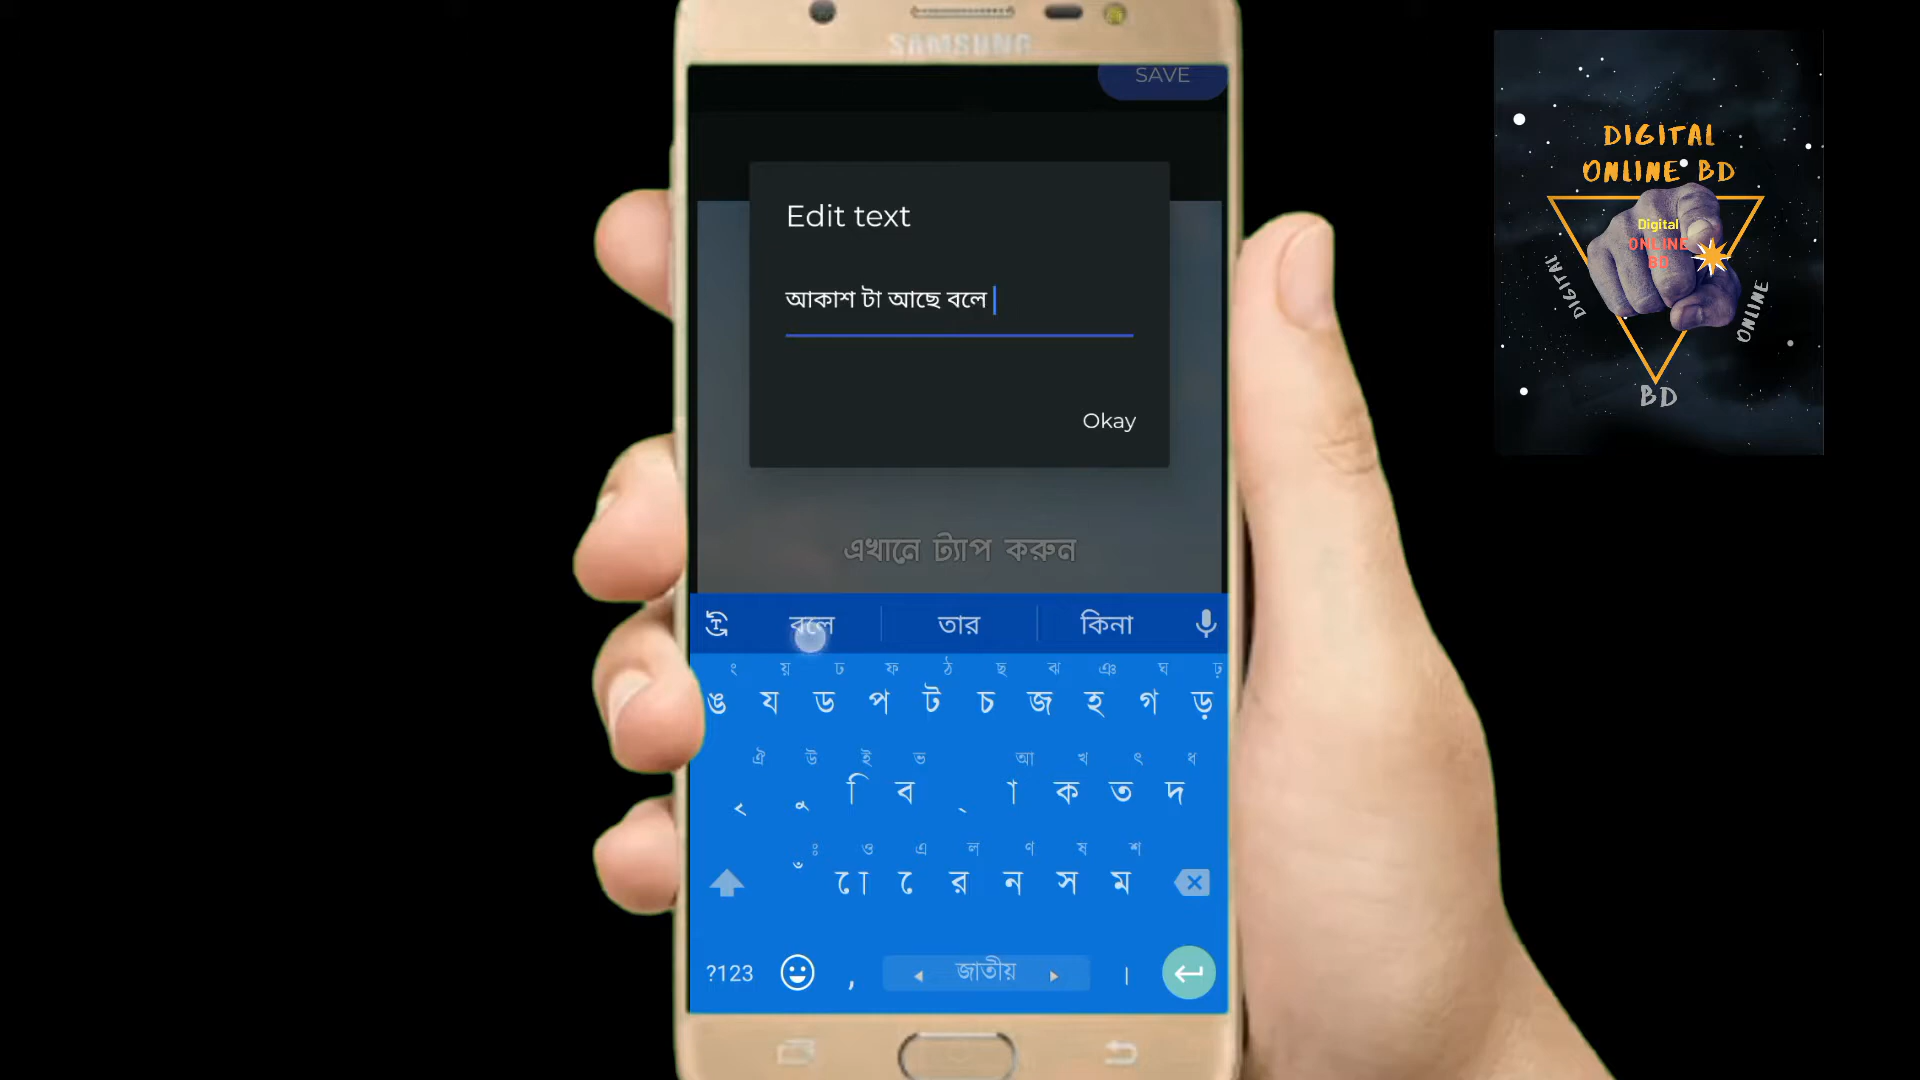 SAMSUNG
SAVE
Edit text
আকাশ টা আছে বলে
Okay
এখানে ট্যাপ করুন
বলে তার কিনা
ং য় ঢ ফ ঠ ছ ঝ ঞ ঘ ঢ়
ঙ য ড প ট চ জ হ গ ড়
ঐ উ ই ভ আ খ ৎ ধ
ৃ ু ি ব ্ া ক ত দ
ঃ ও এ ল ণ ষ শ
ঁ ো ে র ন স ম
?123 , জাতীয় ।
DIGITAL
ONLINE BD
Digital
ONLINE
BD
DIGITAL
ONLINE
BD